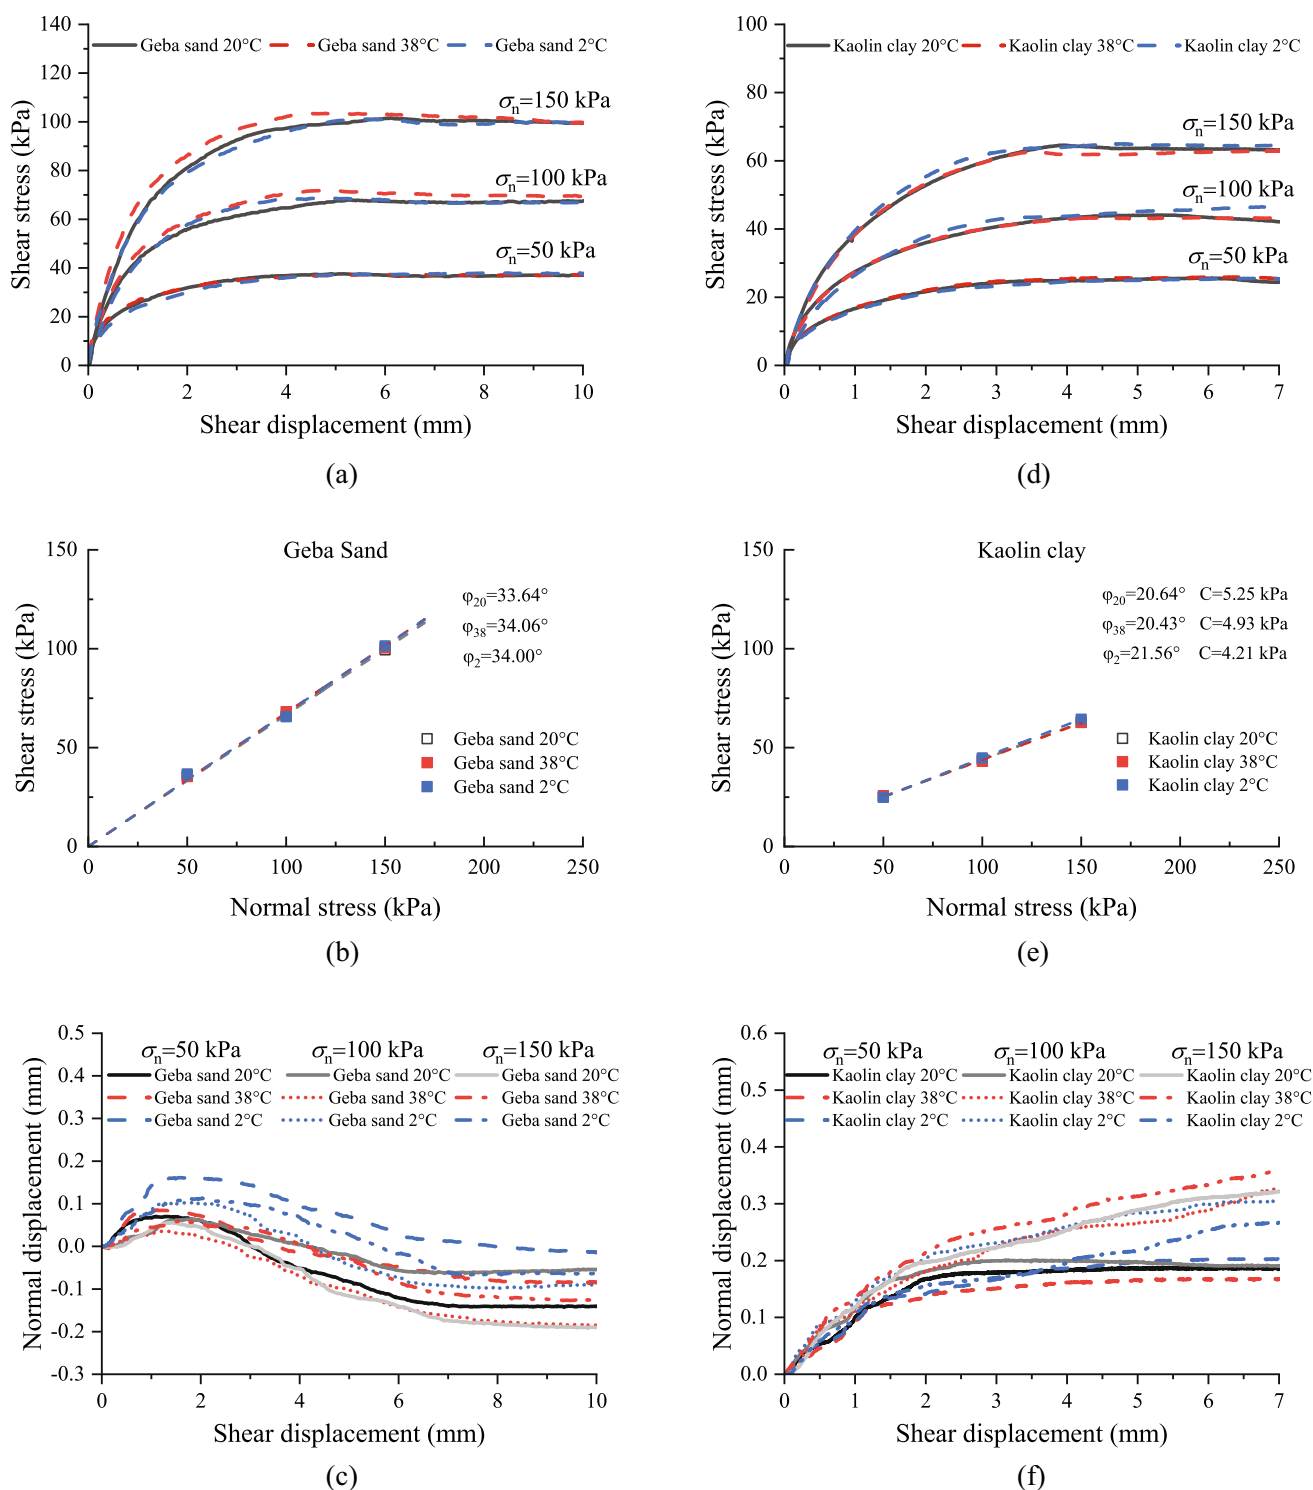 140
120
100
80
60
40
20
0
0 2 4 6 8 10
Shear stress (kPa)
Shear displacement (mm)
Geba sand 20°C Geba sand 38°C Geba sand 2°C
σn=150 kPa
σn=100 kPa
σn=50 kPa
(a)
100
80
60
40
20
0
0 1 2 3 4 5 6 7
Shear stress (kPa)
Shear displacement (mm)
Kaolin clay 20°C Kaolin clay 38°C Kaolin clay 2°C
σn=150 kPa
σn=100 kPa
σn=50 kPa
(d)
150
100
50
0
0 50 100 150 200 250
Shear stress (kPa)
Normal stress (kPa)
Geba Sand
φ20=33.64°
φ38=34.06°
φ2=34.00°
Geba sand 20°C
Geba sand 38°C
Geba sand 2°C
(b)
150
100
50
0
0 50 100 150 200 250
Shear stress (kPa)
Normal stress (kPa)
Kaolin clay
φ20=20.64° C=5.25 kPa
φ38=20.43° C=4.93 kPa
φ2=21.56° C=4.21 kPa
Kaolin clay 20°C
Kaolin clay 38°C
Kaolin clay 2°C
(e)
0.5
0.4
0.3
0.2
0.1
0.0
-0.1
-0.2
-0.3
0 2 4 6 8 10
Normal displacement (mm)
Shear displacement (mm)
σn=50 kPa σn=100 kPa σn=150 kPa
Geba sand 20°C Geba sand 20°C Geba sand 20°C
Geba sand 38°C Geba sand 38°C Geba sand 38°C
Geba sand 2°C Geba sand 2°C Geba sand 2°C
(c)
0.6
0.5
0.4
0.3
0.2
0.1
0.0
0 1 2 3 4 5 6 7
Normal displacement (mm)
Shear displacement (mm)
σn=50 kPa σn=100 kPa σn=150 kPa
Kaolin clay 20°C Kaolin clay 20°C Kaolin clay 20°C
Kaolin clay 38°C Kaolin clay 38°C Kaolin clay 38°C
Kaolin clay 2°C Kaolin clay 2°C Kaolin clay 2°C
(f)